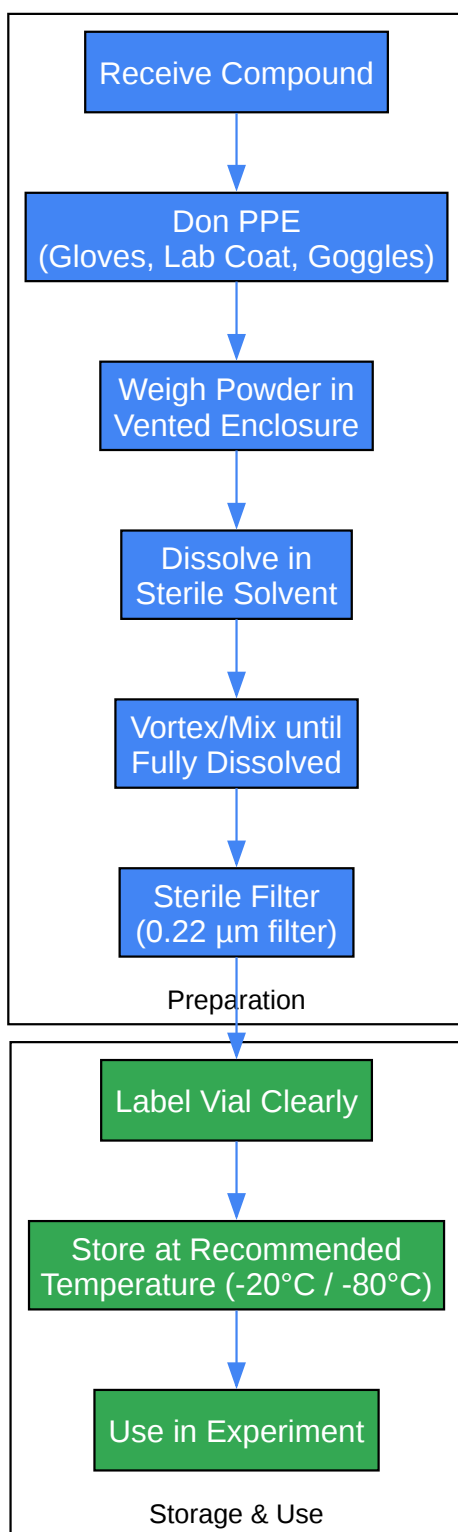 Receive Compound
Don PPE
(Gloves, Lab Coat, Goggles)
Weigh Powder in
Vented Enclosure
Dissolve in
Sterile Solvent
Vortex/Mix until
Fully Dissolved
Sterile Filter
(0.22 µm filter)
Preparation
Label Vial Clearly
Store at Recommended
Temperature (-20°C / -80°C)
Use in Experiment
Storage & Use